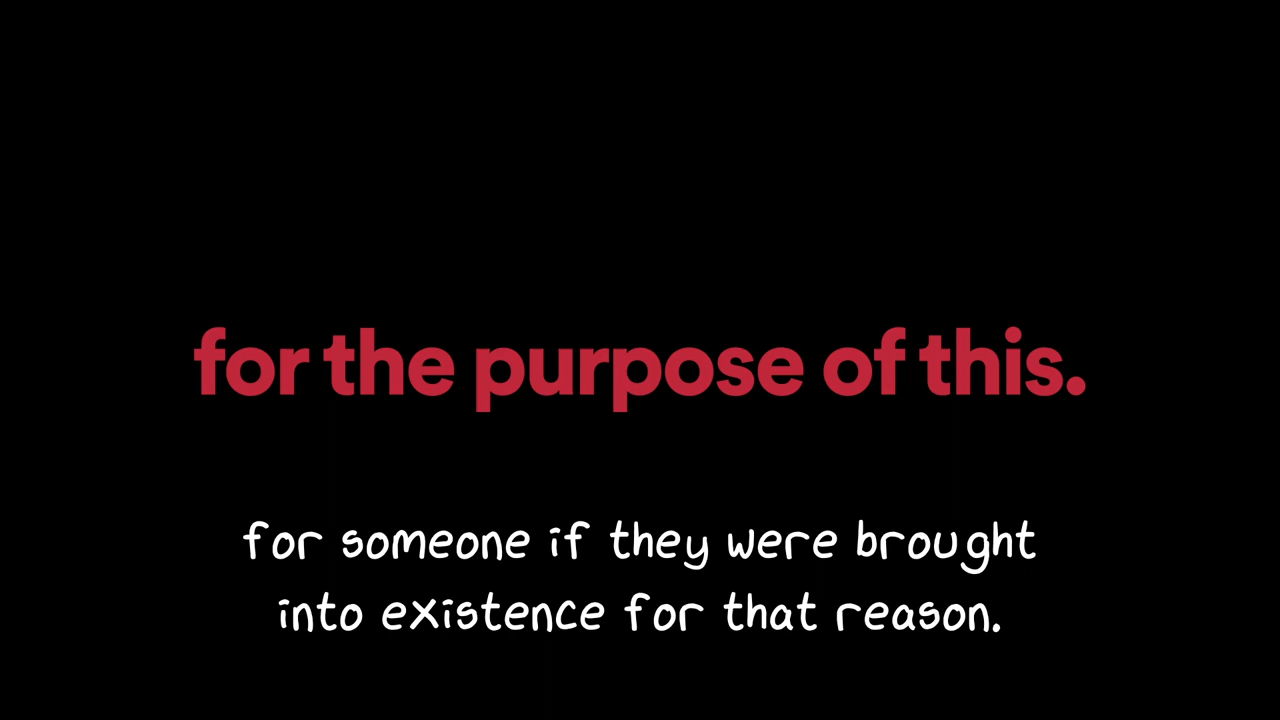 for the purpose of this.
for someone if they were brought
into existence for that reason.